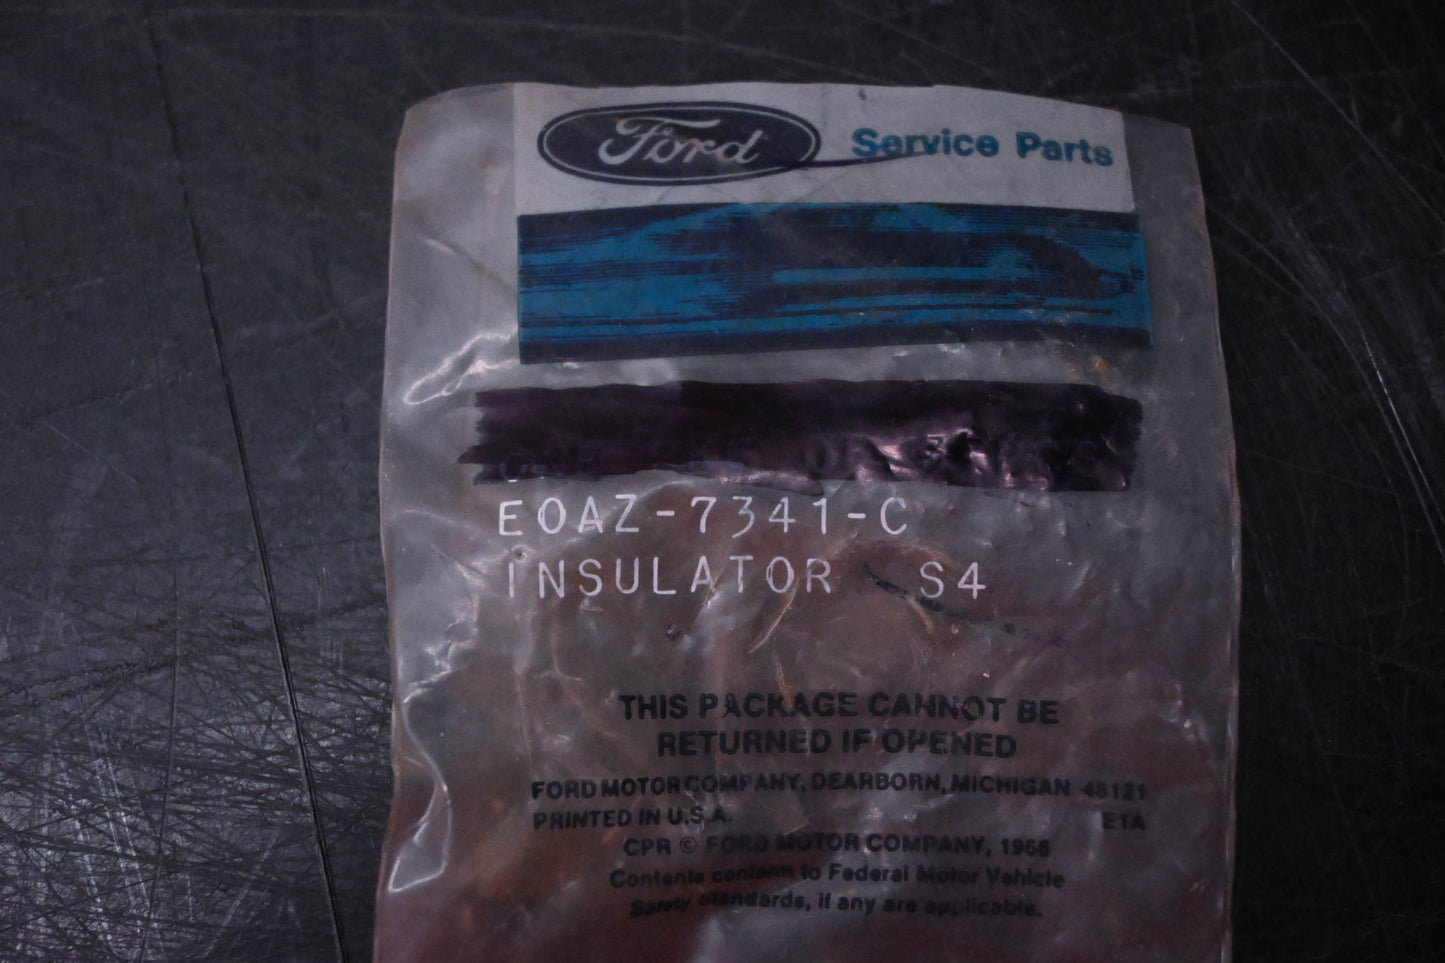 Ford Service Parts
E0AZ-7341-C
INSULATOR S4
THIS PACKAGE CANNOT BE
RETURNED IF OPENED
FORD MOTOR COMPANY, DEARBORN, MICHIGAN 48121
PRINTED IN U.S.A. E1A
CPR © FORD MOTOR COMPANY, 1968
Contents conform to Federal Motor Vehicle
Safety standards, if any are applicable.